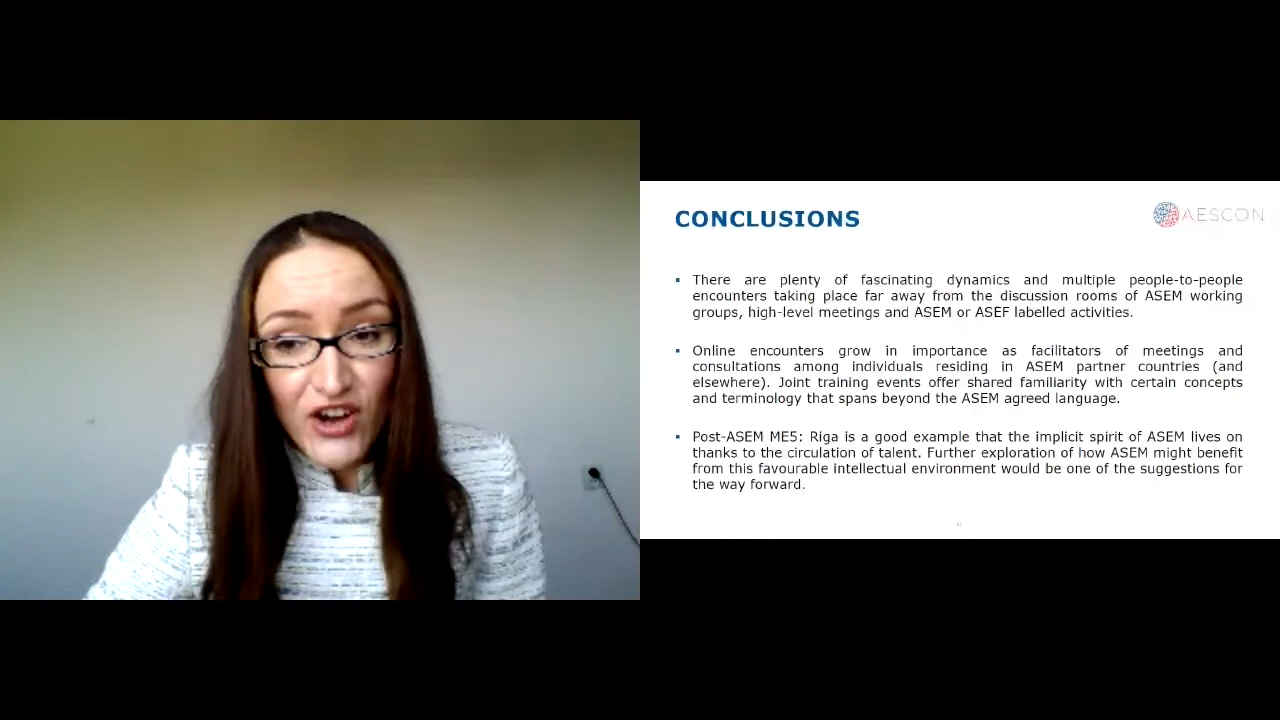 CONCLUSIONS
AESCON
▪ There are plenty of fascinating dynamics and multiple people-to-people
encounters taking place far away from the discussion rooms of ASEM working
groups, high-level meetings and ASEM or ASEF labelled activities.
▪ Online encounters grow in importance as facilitators of meetings and
consultations among individuals residing in ASEM partner countries (and
elsewhere). Joint training events offer shared familiarity with certain concepts
and terminology that spans beyond the ASEM agreed language.
▪ Post-ASEM ME5: Riga is a good example that the implicit spirit of ASEM lives on
thanks to the circulation of talent. Further exploration of how ASEM might benefit
from this favourable intellectual environment would be one of the suggestions for
the way forward.